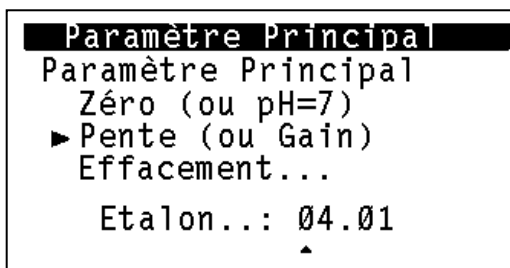 Paramètre Principal
Paramètre Principal
Zéro (ou pH=7)
►Pente (ou Gain)
Effacement...
Etalon..: 04.01